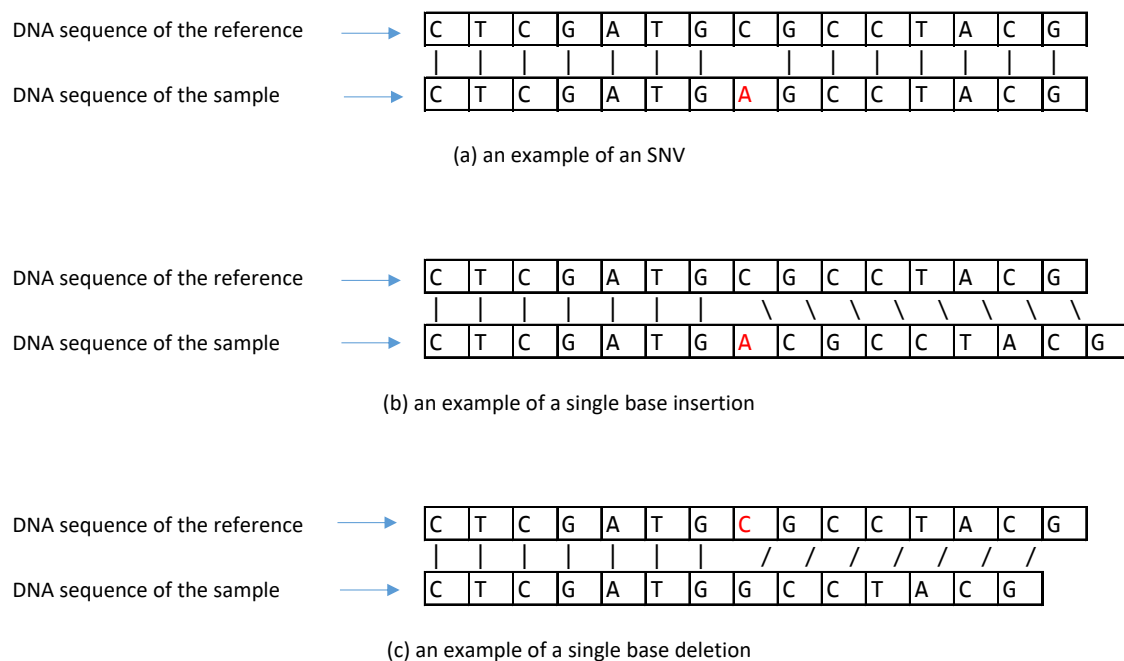 DNA sequence of the reference C T C G A T G C G C C T A C G
| | | | | | | | | | | | | |
DNA sequence of the sample C T C G A T G A G C C T A C G
(a) an example of an SNV
DNA sequence of the reference C T C G A T G C G C C T A C G
| | | | | | | \ \ \ \ \ \ \ \
DNA sequence of the sample C T C G A T G A C G C C T A C G
(b) an example of a single base insertion
DNA sequence of the reference C T C G A T G C G C C T A C G
| | | | | | | / / / / / / /
DNA sequence of the sample C T C G A T G G C C T A C G
(c) an example of a single base deletion